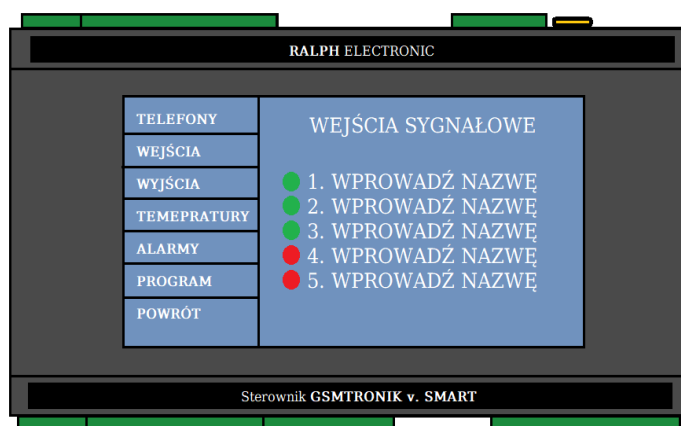 RALPH ELECTRONIC
TELEFONY
WEJŚCIA
WYJŚCIA
TEMEPRATURY
ALARMY
PROGRAM
POWRÓT
WEJŚCIA SYGNAŁOWE
1. WPROWADŹ NAZWĘ
2. WPROWADŹ NAZWĘ
3. WPROWADŹ NAZWĘ
4. WPROWADŹ NAZWĘ
5. WPROWADŹ NAZWĘ
Sterownik GSMTRONIK v. SMART